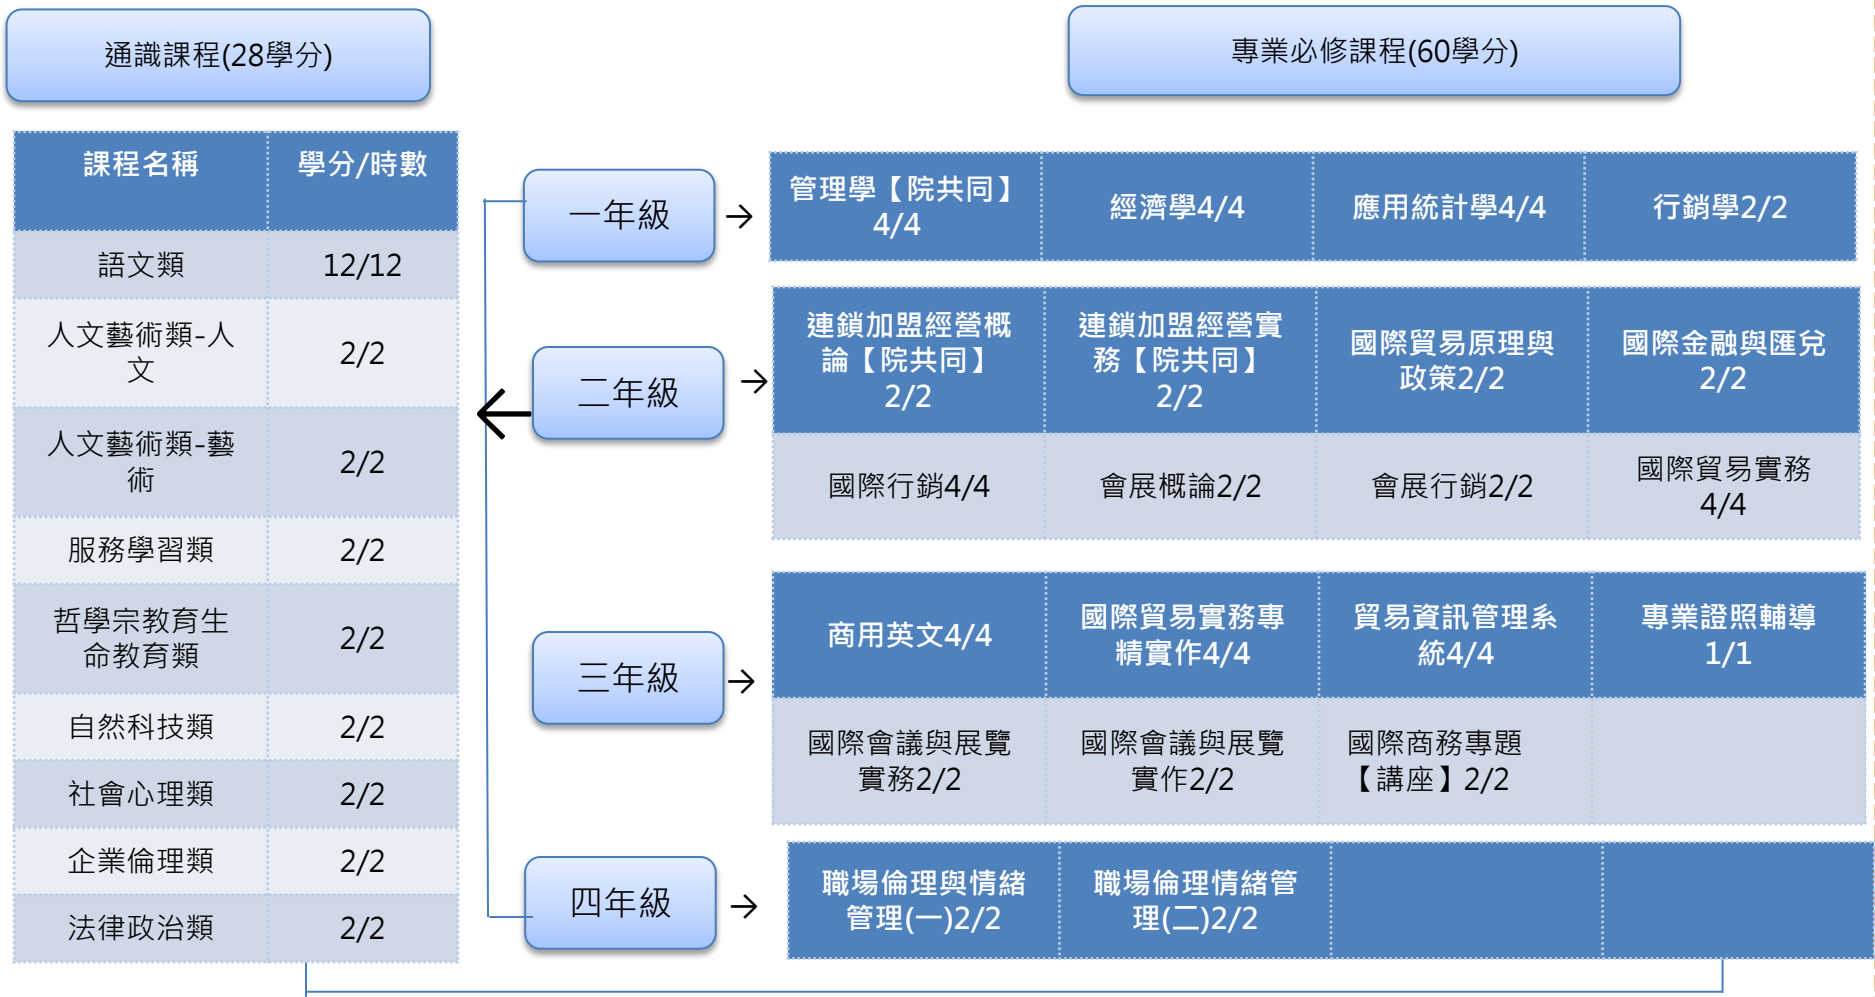 通識課程(28學分)
專業必修課程(60學分)
課程名稱
學分/時數
語文類
12/12
人文藝術類-人
文
2/2
人文藝術類-藝
術
2/2
服務學習類
2/2
哲學宗教育生
命教育類
2/2
自然科技類
2/2
社會心理類
2/2
企業倫理類
2/2
法律政治類
2/2
一年級
→
管理學【院共同】
4/4
經濟學4/4
應用統計學4/4
行銷學2/2
二年級
→
連鎖加盟經營概
論【院共同】
2/2
連鎖加盟經營實
務【院共同】
2/2
國際貿易原理與
政策2/2
國際金融與匯兌
2/2
國際行銷4/4
會展概論2/2
會展行銷2/2
國際貿易實務
4/4
三年級
→
商用英文4/4
國際貿易實務專
精實作4/4
貿易資訊管理系
統4/4
專業證照輔導
1/1
國際會議與展覽
實務2/2
國際會議與展覽
實作2/2
國際商務專題
【講座】2/2
四年級
→
職場倫理與情緒
管理(一)2/2
職場倫理情緒管
理(二)2/2